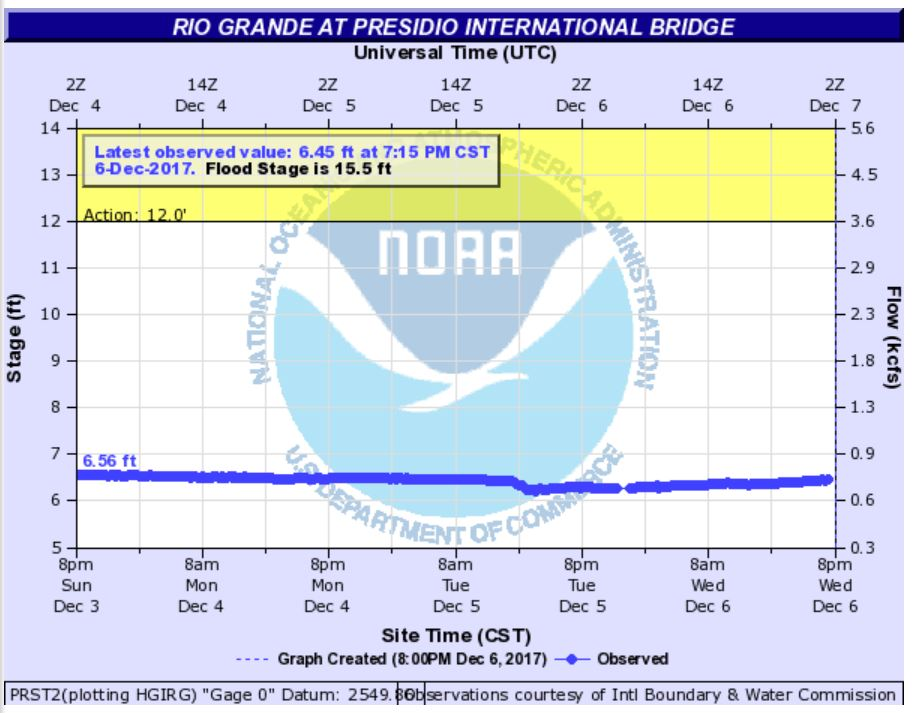 RIO GRANDE AT PRESIDIO INTERNATIONAL BRIDGE
Universal Time (UTC)
2Z 14Z 2Z 14Z 2Z 14Z 2Z
Dec 4 Dec 4 Dec 5 Dec 5 Dec 6 Dec 6 Dec 7
Latest observed value: 6.45 ft at 7:15 PM CST
6-Dec-2017. Flood Stage is 15.5 ft
Action: 12.0'
14 5.6
13 4.5
12 3.6
11 2.9
10 2.3
9 1.8
8 1.3
7 0.9
6 0.6
5 0.3
Stage (ft)
Flow (kcfs)
NATIONAL OCEANIC AND ATMOSPHERIC ADMINISTRATION
NOAA
U.S. DEPARTMENT OF COMMERCE
6.56 ft
8pm 8am 8pm 8am 8pm 8am 8pm
Sun Mon Mon Tue Tue Wed Wed
Dec 3 Dec 4 Dec 4 Dec 5 Dec 5 Dec 6 Dec 6
Site Time (CST)
Graph Created (8:00PM Dec 6, 2017) Observed
PRST2(plotting HGIRG) "Gage 0" Datum: 2549.86 Observations courtesy of Intl Boundary & Water Commission